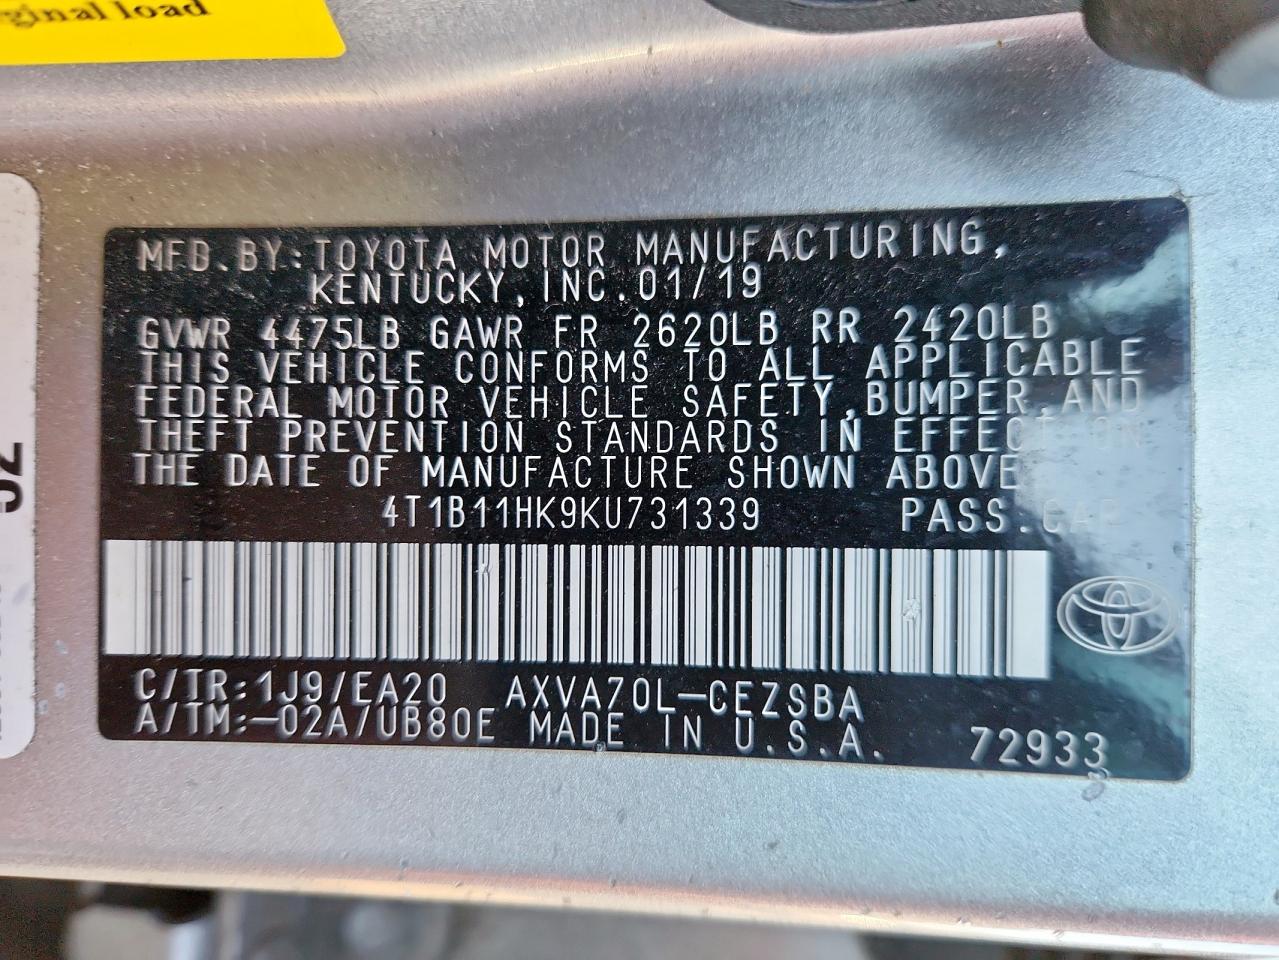 ginal load
52
MFD.BY:TOYOTA MOTOR MANUFACTURING,
KENTUCKY,INC.01/19
GVWR 4475LB GAWR FR 2620LB RR 2420LB
THIS VEHICLE CONFORMS TO ALL APPLICABLE
FEDERAL MOTOR VEHICLE SAFETY,BUMPER,AND
THEFT PREVENTION STANDARDS IN EFFECT ON
THE DATE OF MANUFACTURE SHOWN ABOVE.
4T1B11HK9KU731339 PASS.CAR
C/TR:1J9/EA20 AXVA70L-CEZSBA
A/TM:-02A/UB80E MADE IN U.S.A. 72933